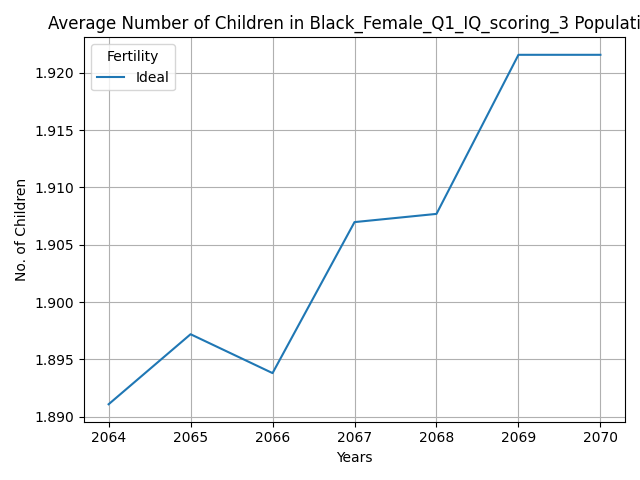 Average Number of Children in Black_Female_Q1_IQ_scoring_3 Populati
Fertility
Ideal
No. of Children
1.920
1.915
1.910
1.905
1.900
1.895
1.890
2064 2065 2066 2067 2068 2069 2070
Years